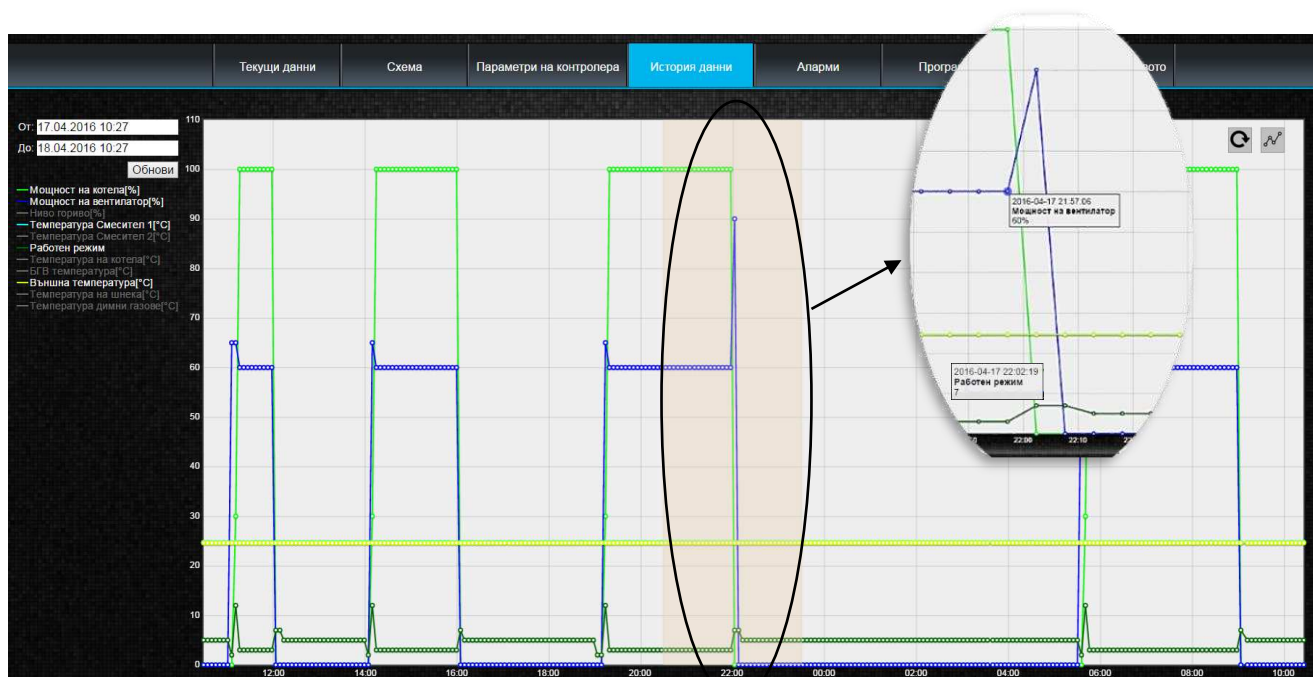 Текущи данни
Схема
Параметри на контролера
История данни
Аларми
От: 17.04.2016 10:27
До: 18.04.2016 10:27
Обнови
Мощност на котела[%]
Мощност на вентилатор[%]
Ниво гориво[%]
Температура Смесител 1[°C]
Температура Смесител 2[°C]
Работен режим
Температура на котела[°C]
БГВ температура[°C]
Външна температура[°C]
Температура на шнека[°C]
Температура димни газове[°C]
110
100
90
80
70
60
50
40
30
20
10
0
12:00
14:00
16:00
18:00
20:00
22:00
00:00
02:00
04:00
06:00
08:00
10:00
2016-04-17 21:57:06
Мощност на вентилатор
60%
2016-04-17 22:02:19
Работен режим
7
22:00
22:10